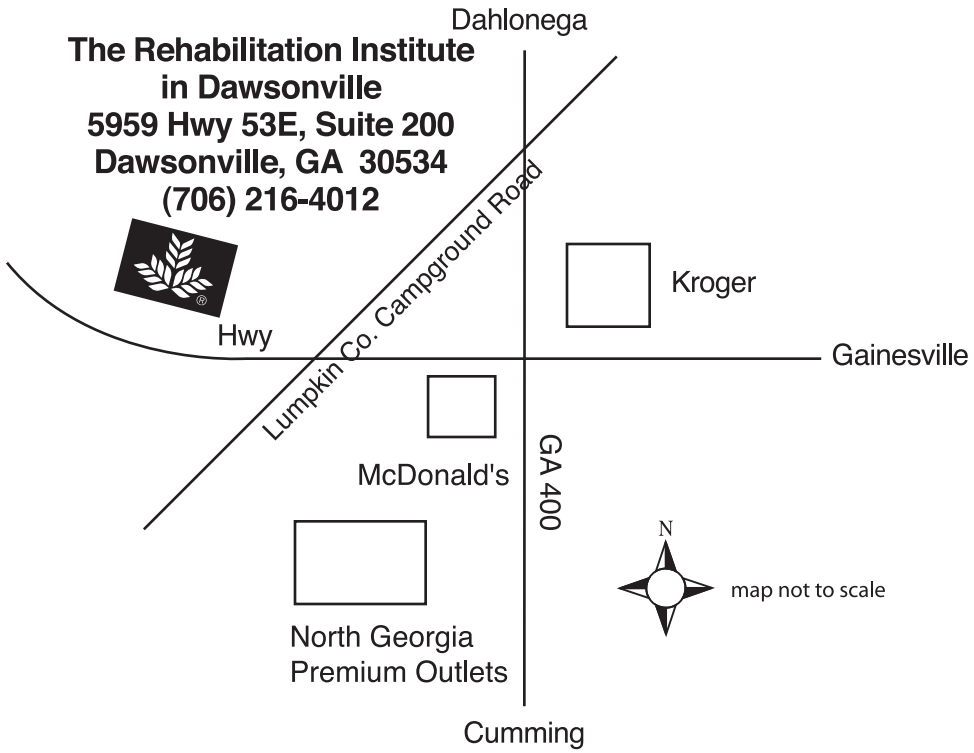 Dahlonega
The Rehabilitation Institute
in Dawsonville
5959 Hwy 53E, Suite 200
Dawsonville, GA 30534
(706) 216-4012
®
Hwy
Lumpkin Co. Campground Road
Kroger
Gainesville
McDonald's
GA 400
N
map not to scale
North Georgia
Premium Outlets
Cumming